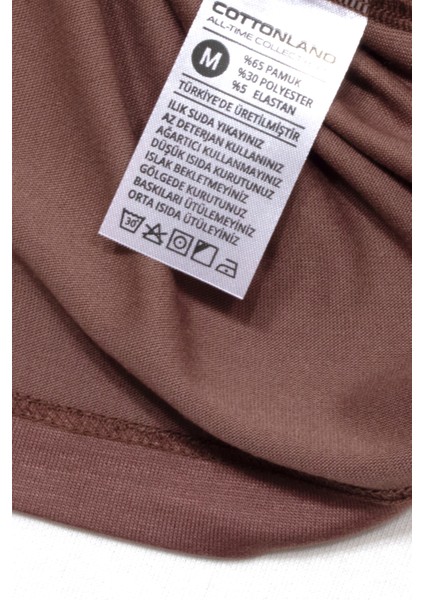 COTTONLAND
ALL-TIME COLLECTION
M
%65 PAMUK
%30 POLYESTER
%5 ELASTAN
TÜRKİYE'DE ÜRETİLMİŞTİR
ILIK SUDA YIKAYINIZ
AZ DETERJAN KULLANINIZ
AĞARTICI KULLANMAYINIZ
DÜŞÜK ISIDA KURUTUNUZ
ISLAK BEKLETMEYİNİZ
GÖLGEDE KURUTUNUZ
BASKILARI ÜTÜLEMEYİNİZ
ORTA ISIDA ÜTÜLEYİNİZ
30